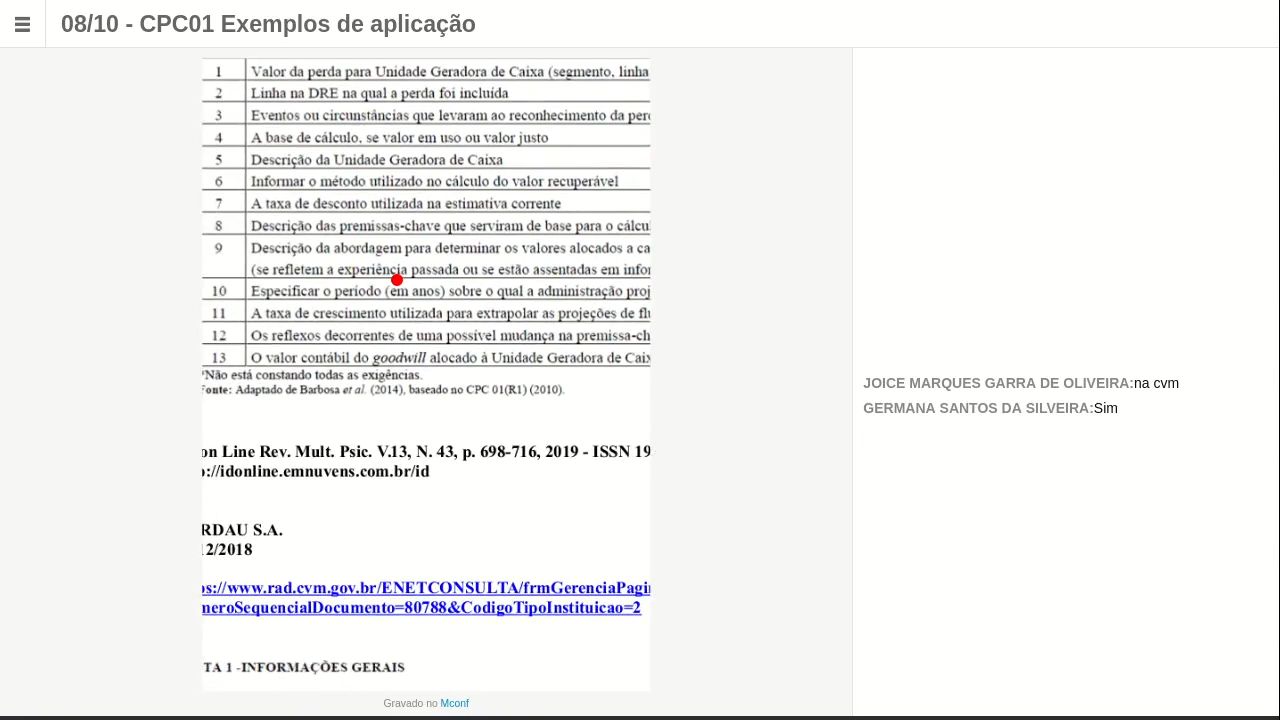 08/10 - CPC01 Exemplos de aplicação
1 Valor da perda para Unidade Geradora de Caixa (segmento, linha
2 Linha na DRE na qual a perda foi incluída
3 Eventos ou circunstâncias que levaram ao reconhecimento da per
4 A base de cálculo, se valor em uso ou valor justo
5 Descrição da Unidade Geradora de Caixa
6 Informar o método utilizado no cálculo do valor recuperável
7 A taxa de desconto utilizada na estimativa corrente
8 Descrição das premissas-chave que serviram de base para o cálcu
9 Descrição da abordagem para determinar os valores alocados a ca
(se refletem a experiência passada ou se estão assentadas em infor
10 Especificar o período (em anos) sobre o qual a administração proj
11 A taxa de crescimento utilizada para extrapolar as projeções de flu
12 Os reflexos decorrentes de uma possível mudança na premissa-ch
13 O valor contábil do goodwill alocado à Unidade Geradora de Caix
*Não está constando todas as exigências.
Fonte: Adaptado de Barbosa et al. (2014), baseado no CPC 01(R1) (2010).
on Line Rev. Mult. Psic. V.13, N. 43, p. 698-716, 2019 - ISSN 19
p://idonline.emnuvens.com.br/id
RDAU S.A.
12/2018
ps://www.rad.cvm.gov.br/ENETCONSULTA/frmGerenciaPagin
meroSequencialDocumento=80788&CodigoTipoInstituicao=2
TA 1 -INFORMAÇÕES GERAIS
Gravado no Mconf
JOICE MARQUES GARRA DE OLIVEIRA:na cvm
GERMANA SANTOS DA SILVEIRA:Sim